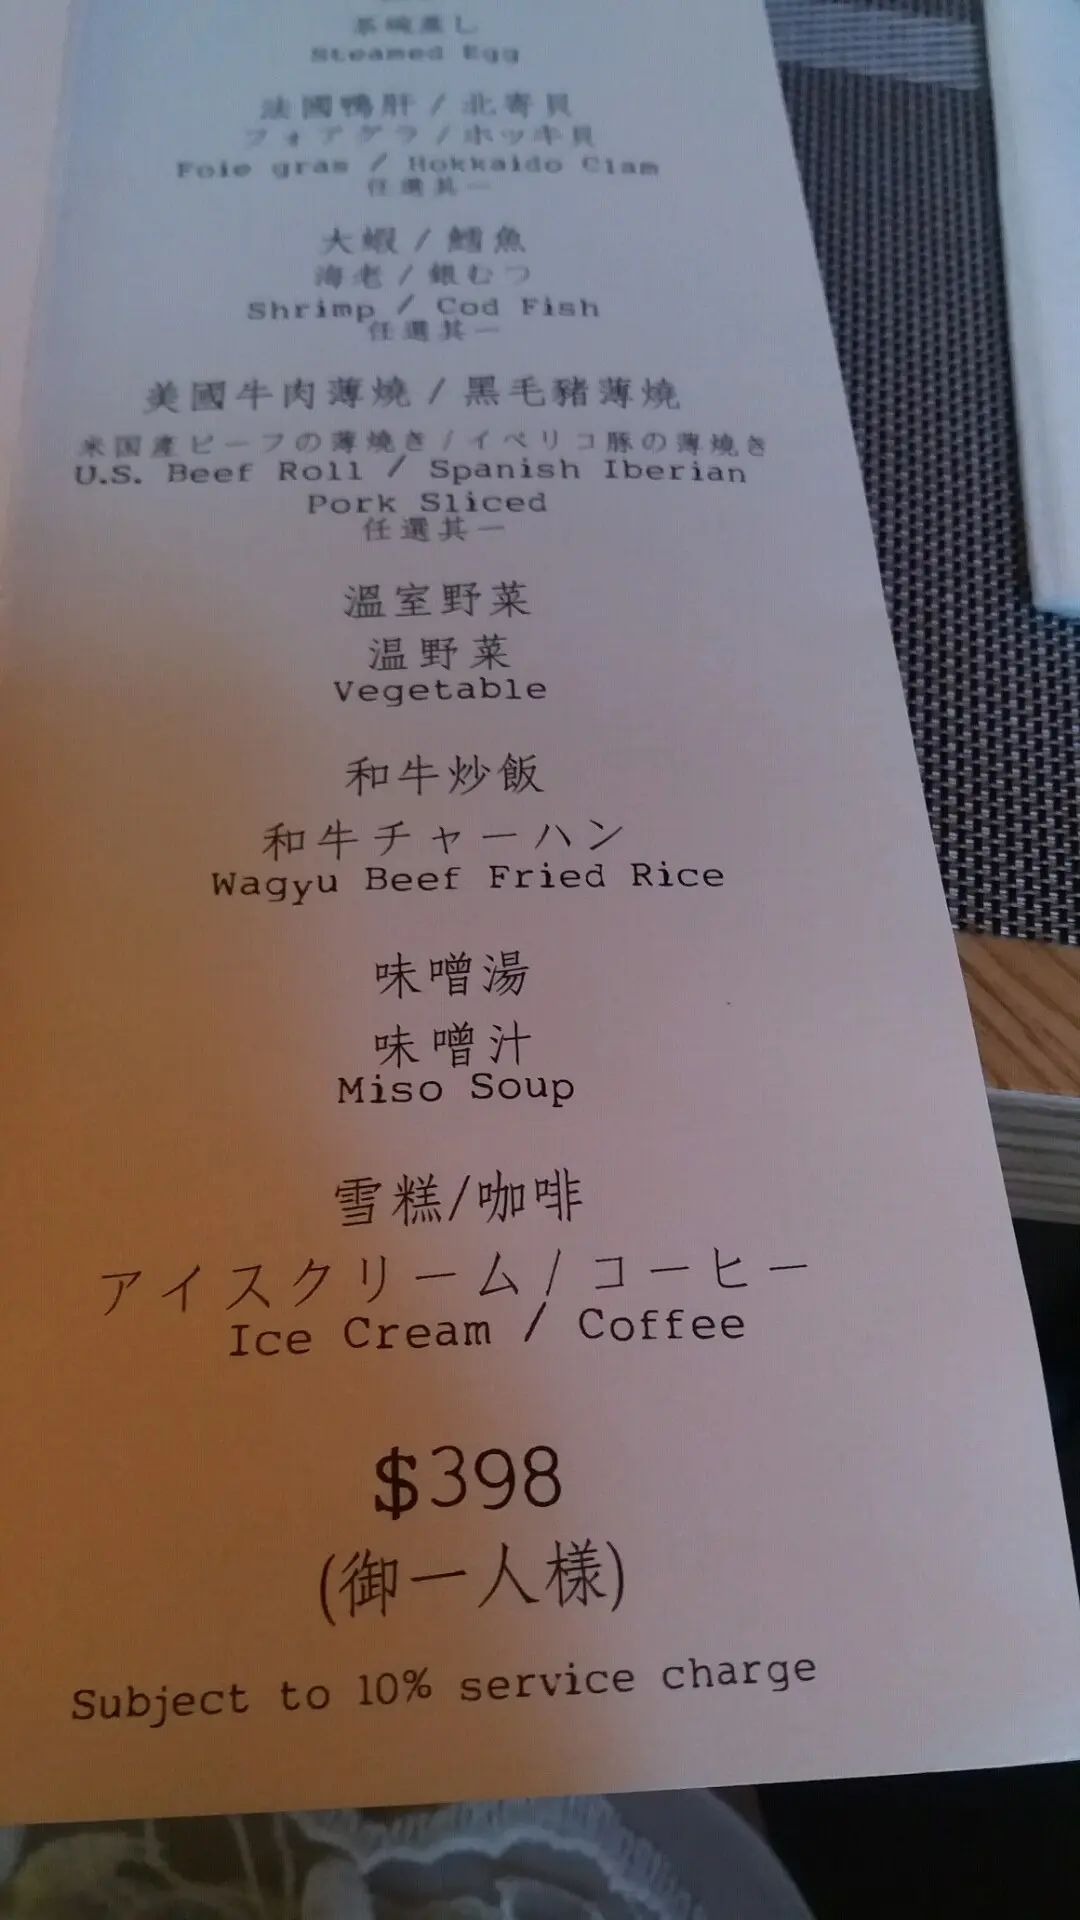 茶碗蒸し
Steamed Egg
法國鴨肝 / 北寄貝
フォアグラ / ホッキ貝
Foie gras / Hokkaido Clam
任選其一
大蝦 / 鱈魚
海老 / 銀むつ
Shrimp / Cod Fish
任選其一
美國牛肉薄燒 / 黑毛豬薄燒
米国産ビーフの薄燒き / イベリコ豚の薄燒き
U.S. Beef Roll / Spanish Iberian
Pork Sliced
任選其一
溫室野菜
温野菜
Vegetable
和牛炒飯
和牛チャーハン
Wagyu Beef Fried Rice
味噌湯
味噌汁
Miso Soup
雪糕/咖啡
アイスクリーム/コーヒー
Ice Cream / Coffee
$398
(御一人様)
Subject to 10% service charge